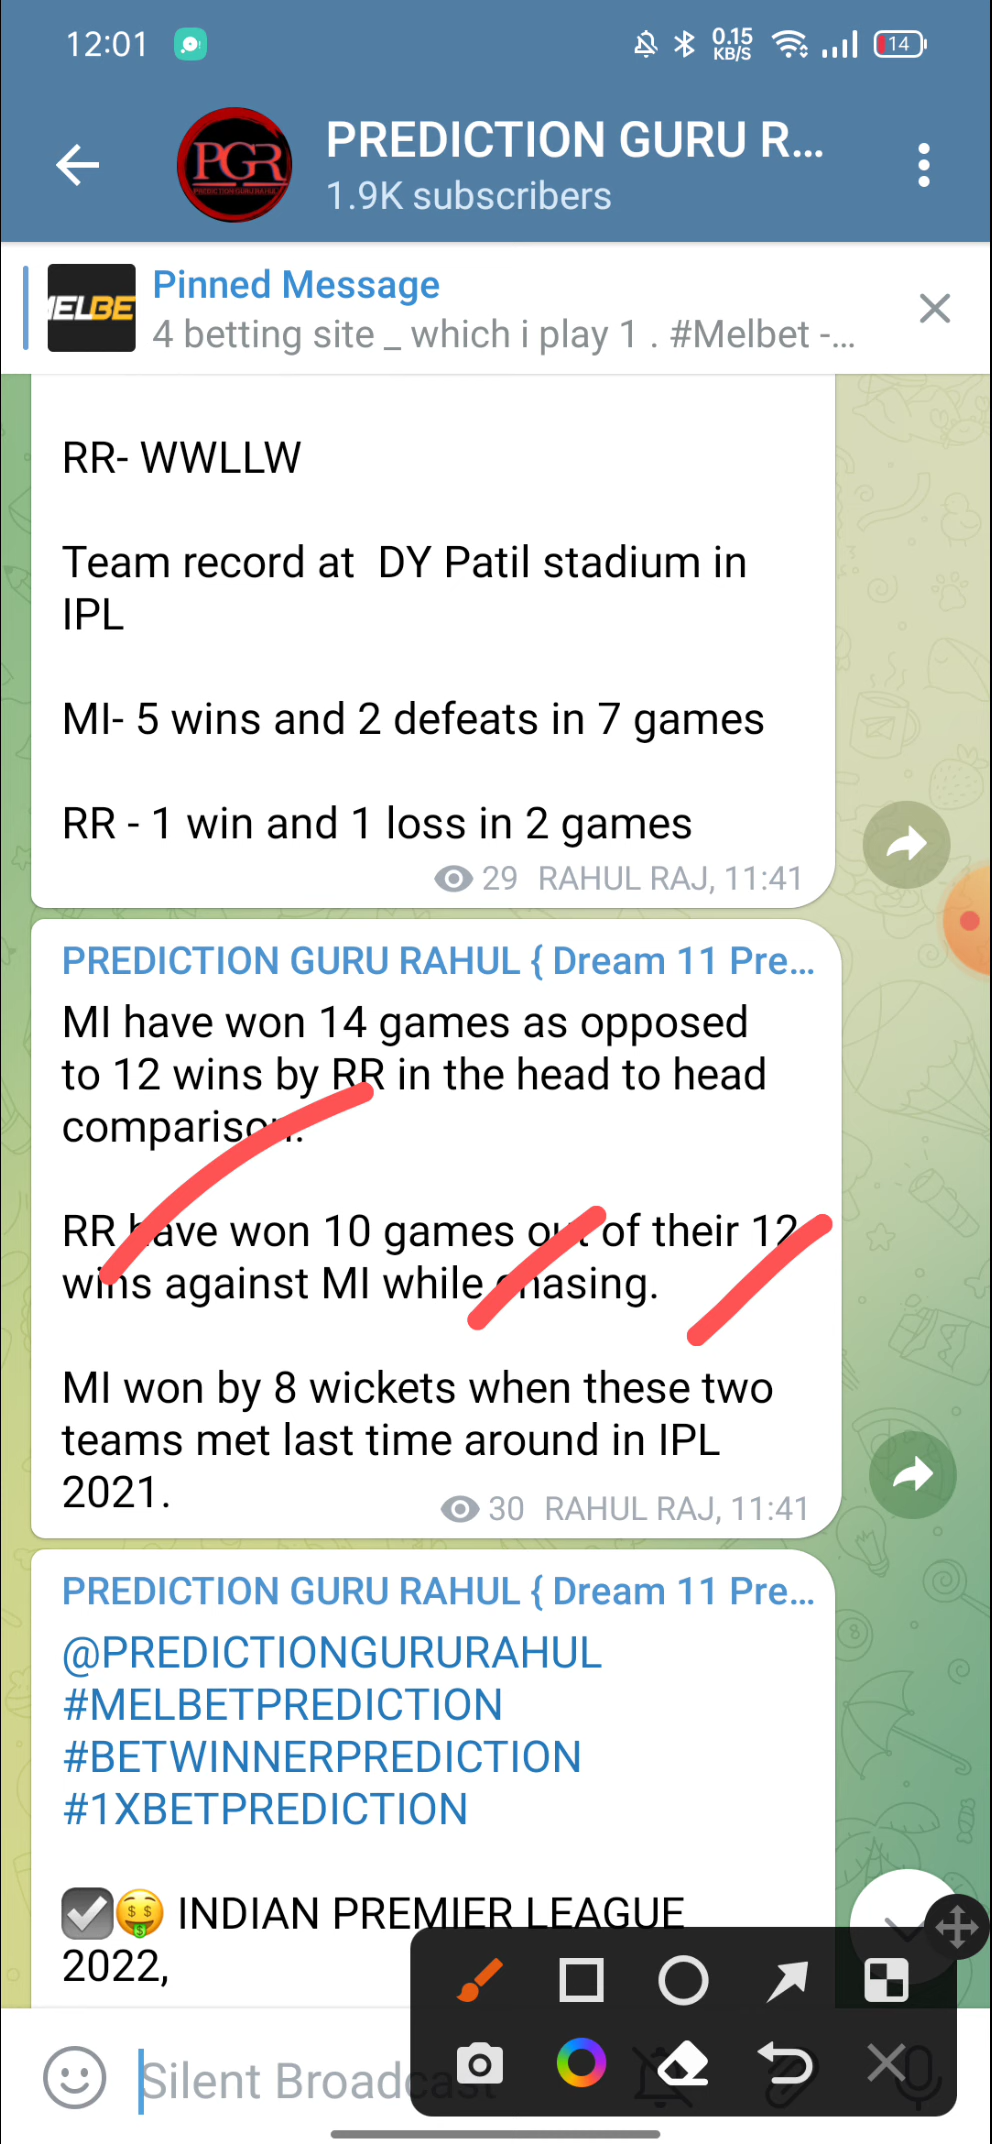 12:01
0.15
KB/S
14
PGR
PREDICTION GURU RAHUL
PREDICTION GURU R...
1.9K subscribers
Pinned Message
MELBE
4 betting site _ which i play 1 . #Melbet -...
RR- WWLLW
Team record at  DY Patil stadium in
IPL
MI- 5 wins and 2 defeats in 7 games
RR - 1 win and 1 loss in 2 games
29 RAHUL RAJ, 11:41
PREDICTION GURU RAHUL { Dream 11 Pre...
MI have won 14 games as opposed
to 12 wins by RR in the head to head
comparison.
RR have won 10 games out of their 12
wins against MI while chasing.
MI won by 8 wickets when these two
teams met last time around in IPL
2021.
30 RAHUL RAJ, 11:41
PREDICTION GURU RAHUL { Dream 11 Pre...
@PREDICTIONGURURAHUL
#MELBETPREDICTION
#BETWINNERPREDICTION
#1XBETPREDICTION
☑🤑 INDIAN PREMIER LEAGUE
2022,
Silent Broadcast